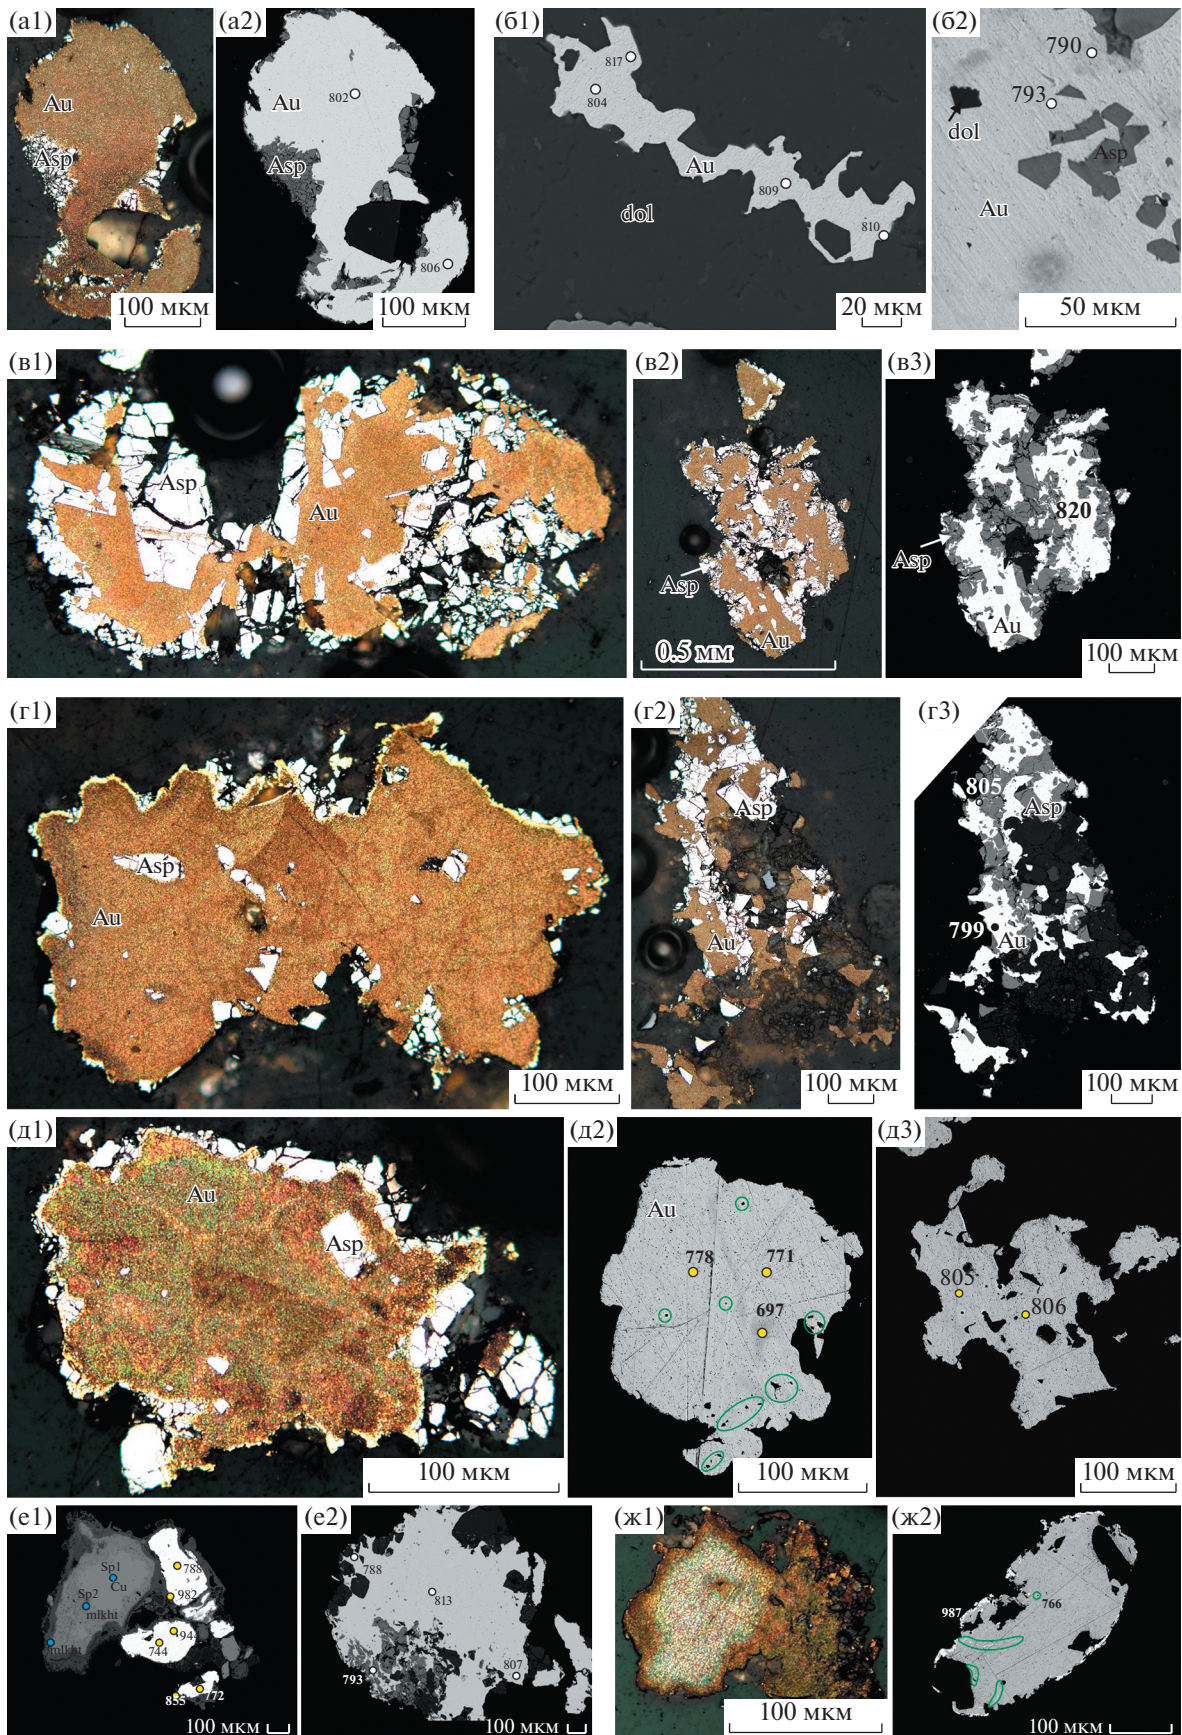 (а1)
Au
Asp
100 мкм
(а2)
Au
802
Asp
806
100 мкм
(б1)
817
804
Au
809
dol
810
20 мкм
(б2)
790
793
dol
Asp
Au
50 мкм
(в1)
Asp
Au
(в2)
Asp
Au
0.5 мм
(в3)
820
Asp
Au
100 мкм
(г1)
Asp
Au
100 мкм
(г2)
Asp
Au
100 мкм
(г3)
805
Asp
799
Au
100 мкм
(д1)
Au
Asp
100 мкм
(д2)
Au
778
771
697
100 мкм
(д3)
805
806
100 мкм
(е1)
Sp1
Cu
788
Sp2
982
mlkht
mlkht
944
744
855
772
100 мкм
(е2)
788
813
793
807
100 мкм
(ж1)
100 мкм
(ж2)
766
987
100 мкм